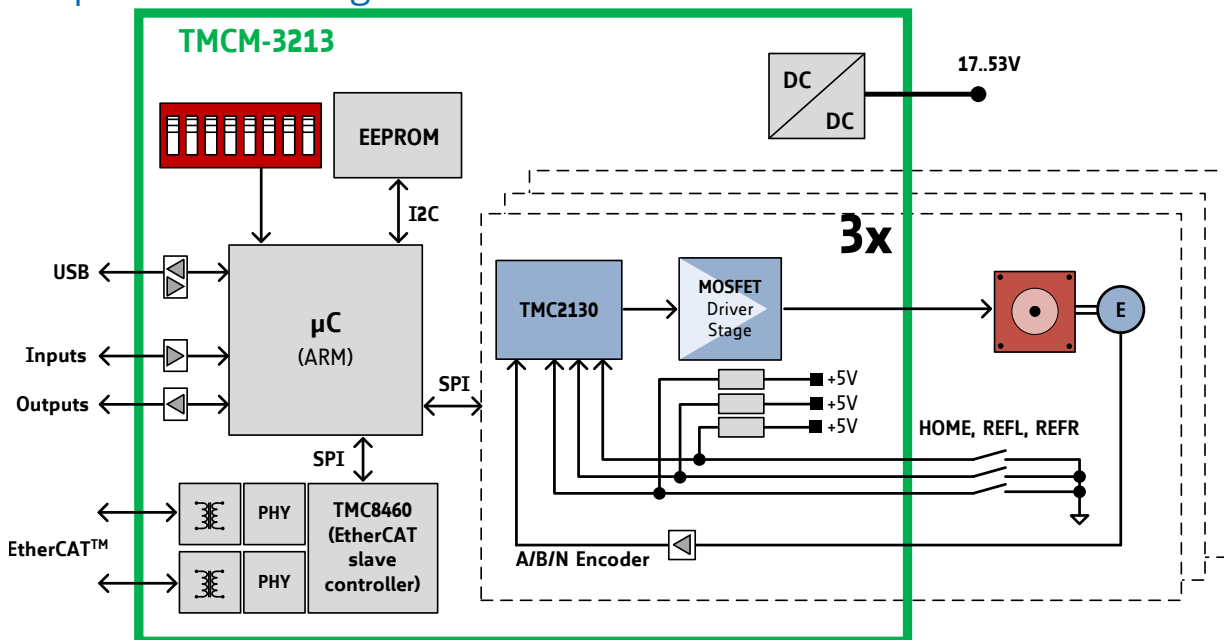 TMCM-3213
17..53V
DC
DC
EEPROM
I2C
3x
USB
µC
(ARM)
TMC2130
MOSFET
Driver
Stage
E
Inputs
Outputs
SPI
+5V
+5V
+5V
HOME, REFL, REFR
SPI
PHY
TMC8460
(EtherCAT
slave
controller)
EtherCAT™
PHY
A/B/N Encoder